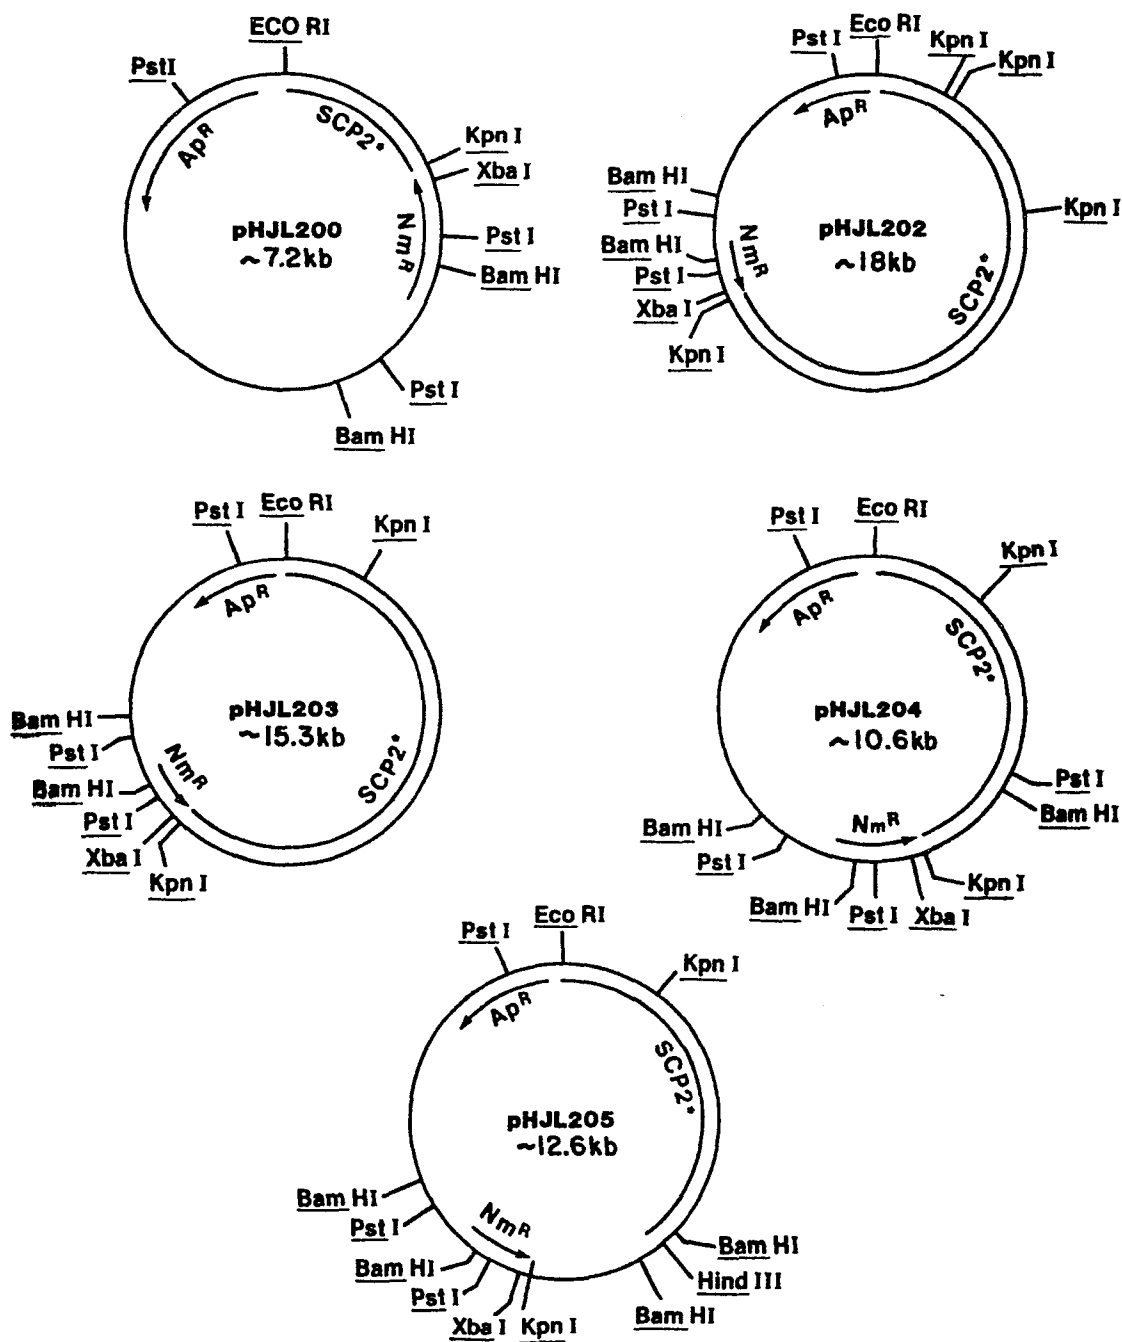 ECO RI
PstI
SCP2*
ApR
Kpn I
Xba I
NmR
pHJL200
~7.2kb
Pst I
Bam HI
Pst I
Bam HI
Pst I
Eco RI
Kpn I
Kpn I
ApR
Bam HI
Pst I
Kpn I
pHJL202
~18kb
Bam HI
NmR
Pst I
SCP2*
Xba I
Kpn I
Pst I
Eco RI
Kpn I
ApR
pHJL203
~15.3kb
Bam HI
Pst I
NmR
SCP2*
Bam HI
Pst I
Xba I
Kpn I
Pst I
Eco RI
Kpn I
ApR
SCP2*
pHJL204
~10.6kb
Pst I
Bam HI
Bam HI
NmR
Pst I
Kpn I
Bam HI
Pst I
Xba I
Pst I
Eco RI
Kpn I
ApR
SCP2*
pHJL205
~12.6kb
Bam HI
Pst I
NmR
Bam HI
Bam HI
Hind III
Pst I
Xba I
Kpn I
Bam HI